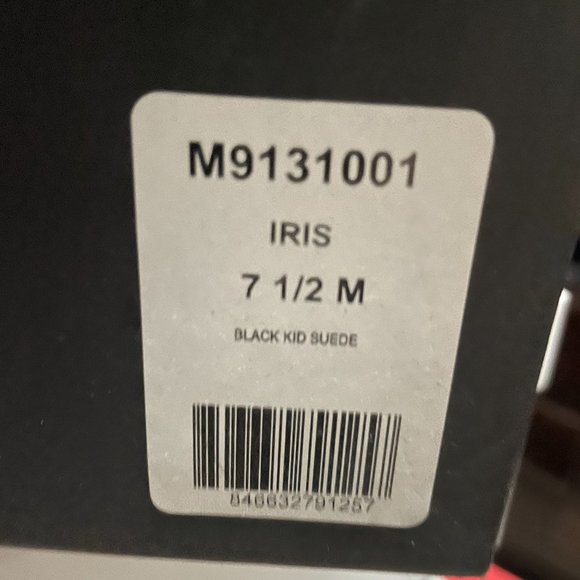 M9131001
IRIS
7 1/2 M
BLACK KID SUEDE
846632791257